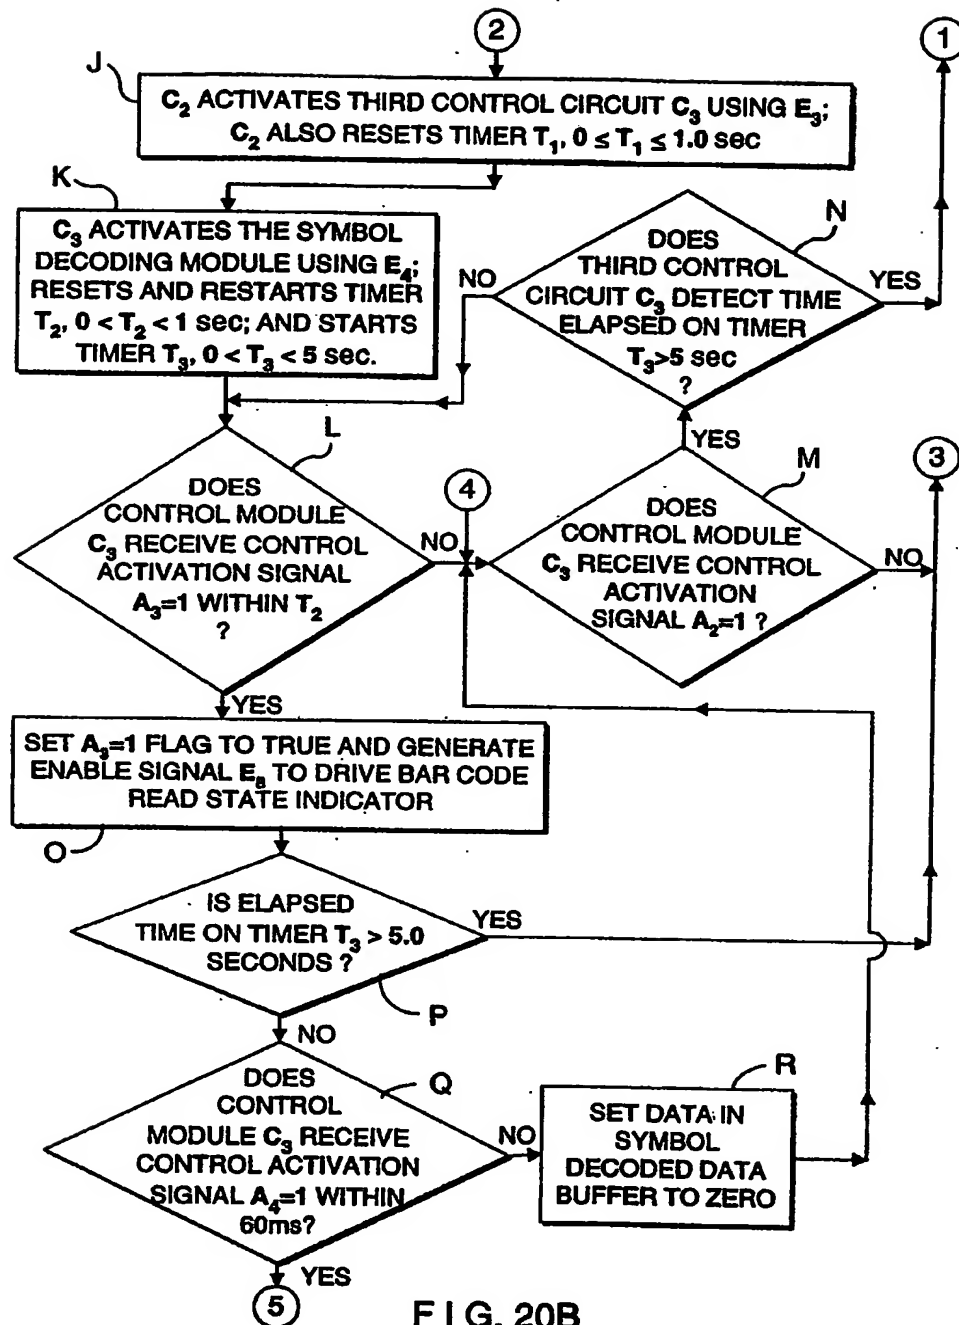 2
1
J
C₂ ACTIVATES THIRD CONTROL CIRCUIT C₃ USING E₃;
C₂ ALSO RESETS TIMER T₁, 0 ≤ T₁ ≤ 1.0 sec
K
C₃ ACTIVATES THE SYMBOL
DECODING MODULE USING E₄;
RESETS AND RESTARTS TIMER
T₂, 0 < T₂ < 1 sec; AND STARTS
TIMER T₃, 0 < T₃ < 5 sec.
N
DOES
THIRD CONTROL
CIRCUIT C₃ DETECT TIME
ELAPSED ON TIMER
T₃>5 sec
?
NO
YES
L
DOES
CONTROL MODULE
C₃ RECEIVE CONTROL
ACTIVATION SIGNAL
A₃=1 WITHIN T₂
?
NO
YES
4
YES
M
DOES
CONTROL MODULE
C₃ RECEIVE CONTROL
ACTIVATION
SIGNAL A₂=1 ?
NO
3
SET A₃=1 FLAG TO TRUE AND GENERATE
ENABLE SIGNAL E₈ TO DRIVE BAR CODE
READ STATE INDICATOR
O
IS ELAPSED
TIME ON TIMER T₃ > 5.0
SECONDS ?
YES
P
NO
DOES
CONTROL
MODULE C₃ RECEIVE
CONTROL ACTIVATION
SIGNAL A₄=1 WITHIN
60ms?
Q
NO
R
SET DATA IN
SYMBOL
DECODED DATA
BUFFER TO ZERO
YES
5
FIG. 20B